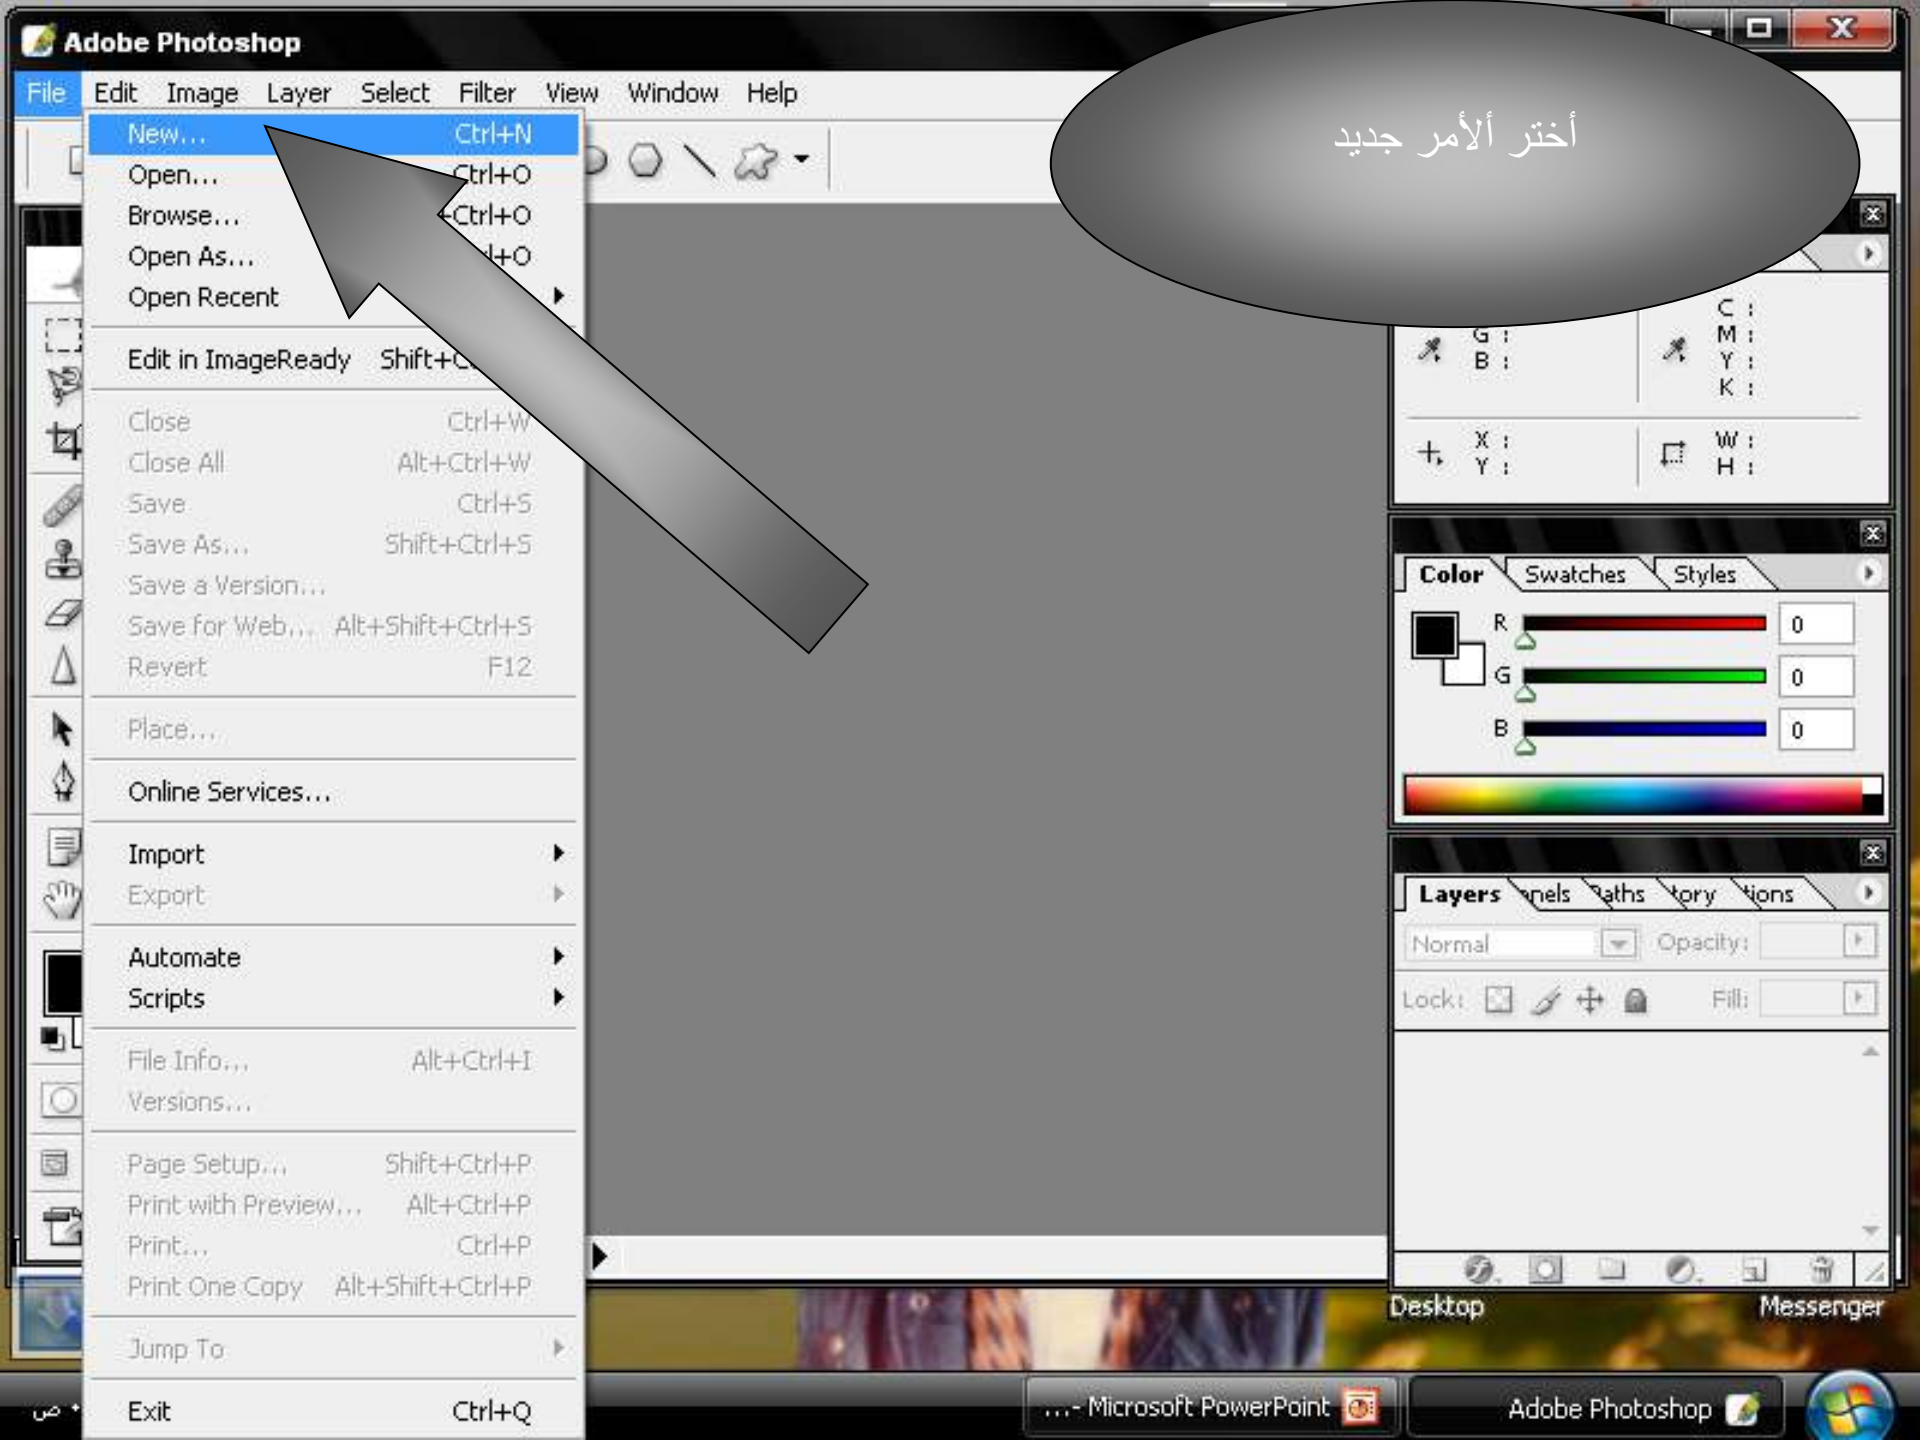 Adobe Photoshop
File Edit Image Layer Select Filter View Window Help
أختر ألأمر جديد
New... Ctrl+N
Open... Ctrl+O
Browse... +Ctrl+O
Open As...
Open Recent
Edit in ImageReady
Close Ctrl+W
Close All Alt+Ctrl+W
Save Ctrl+S
Save As... Shift+Ctrl+S
Save a Version...
Save for Web... Alt+Shift+Ctrl+S
Revert F12
Place...
Online Services...
Import
Export
Automate
Scripts
File Info... Alt+Ctrl+I
Versions...
Page Setup... Shift+Ctrl+P
Print with Preview... Alt+Ctrl+P
Print... Ctrl+P
Print One Copy Alt+Shift+Ctrl+P
Jump To
Exit Ctrl+Q
G : C :
B : M :
Y :
K :
X : W :
Y : H :
Color Swatches Styles
R 0
G 0
B 0
Layers
Normal Opacity:
Lock: Fill:
Desktop Messenger
ص
...- Microsoft PowerPoint
Adobe Photoshop